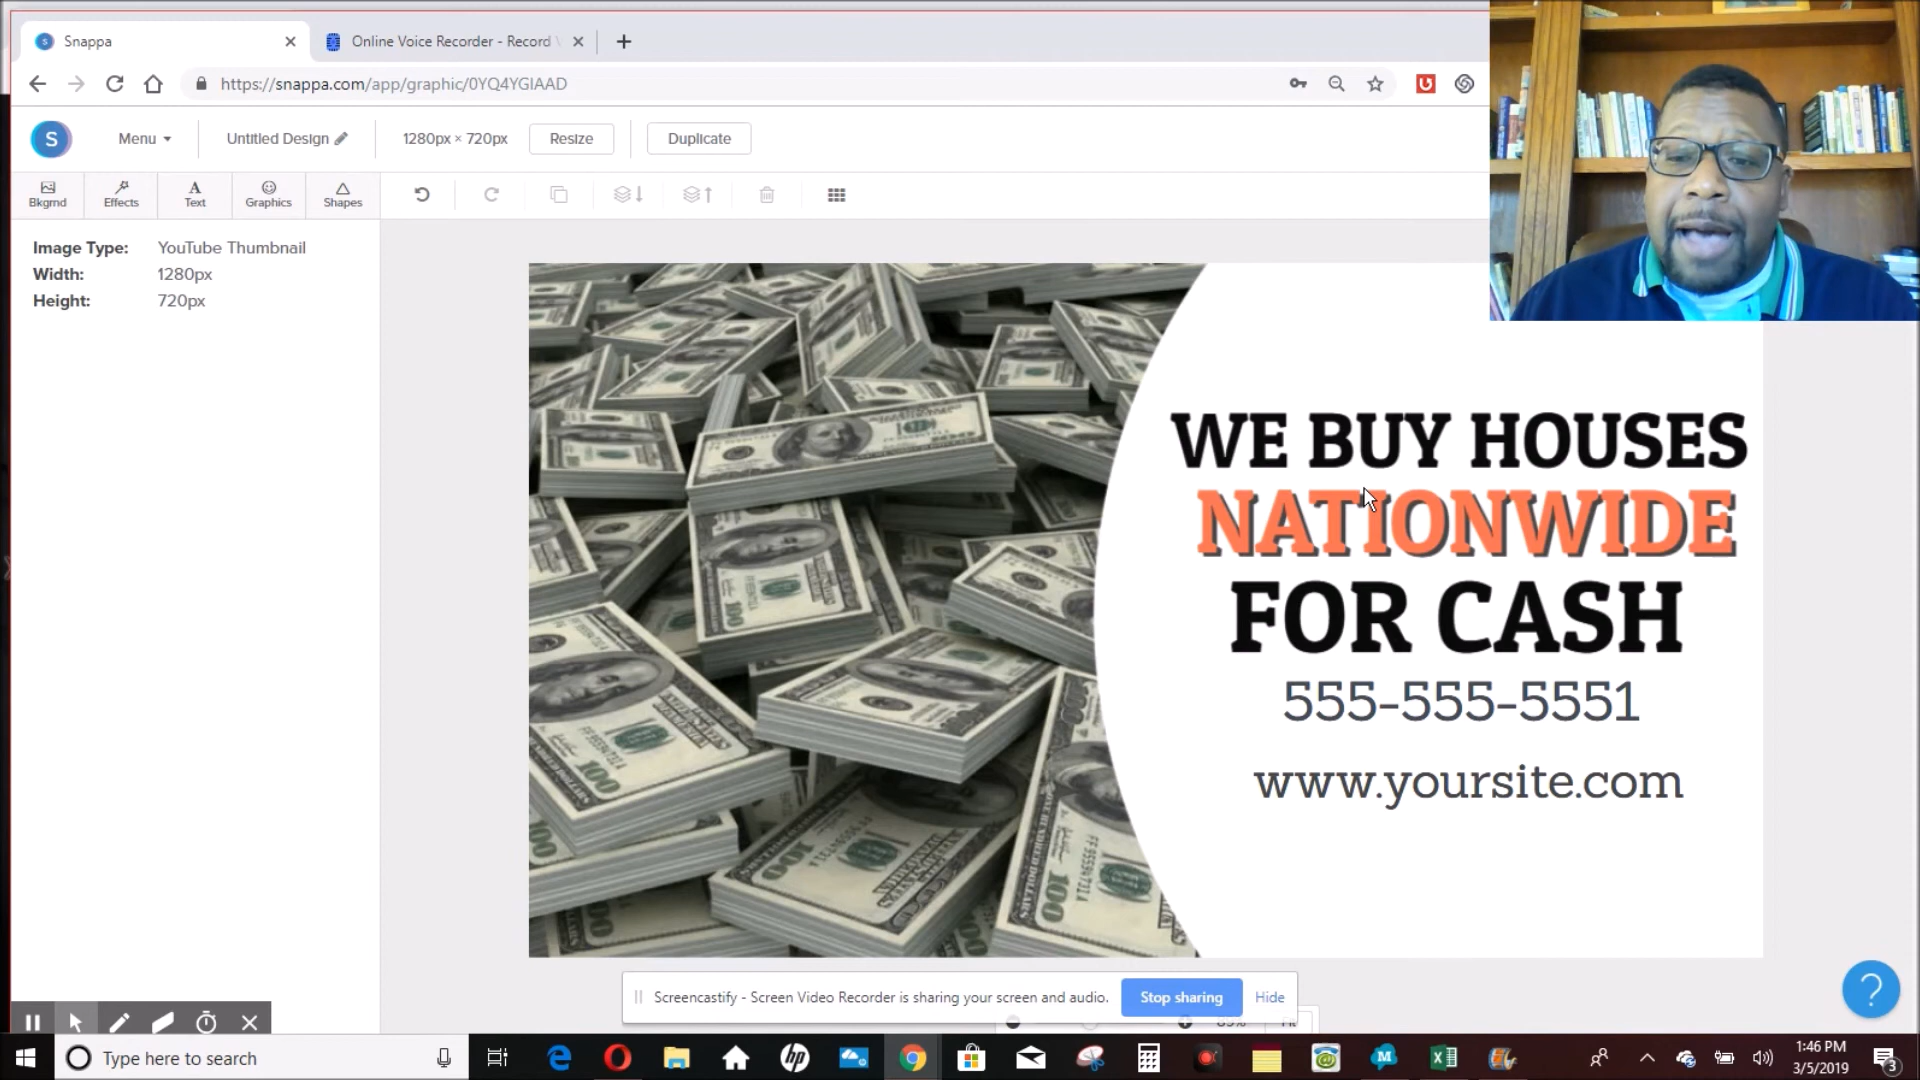 Snappa
Online Voice Recorder - Record V
https://snappa.com/app/graphic/0YQ4YGIAAD
S
Menu
Untitled Design
1280px × 720px
Resize
Duplicate
Bkgrnd
Effects
Text
Graphics
Shapes
Image Type: YouTube Thumbnail
Width: 1280px
Height: 720px
WE BUY HOUSES
NATIONWIDE
FOR CASH
555-555-5551
www.yoursite.com
Screencastify - Screen Video Recorder is sharing your screen and audio.
Stop sharing
Hide
?
Type here to search
1:46 PM
3/5/2019
3